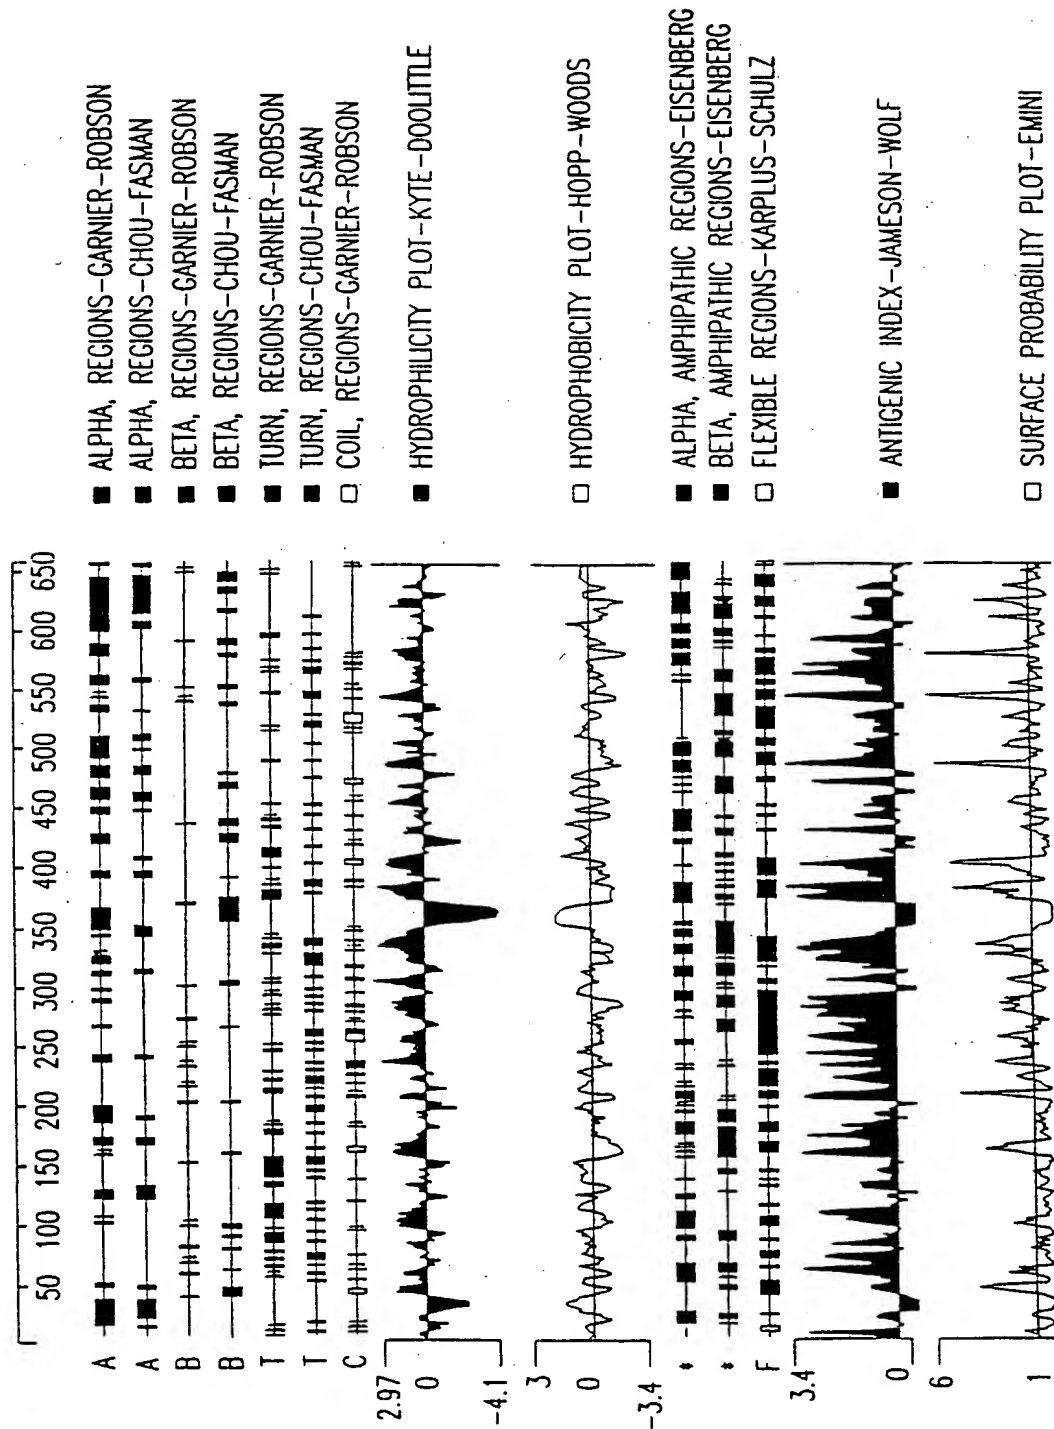 50 100 150 200 250 300 350 400 450 500 550 600 650
A ALPHA, REGIONS-GARNIER-ROBSON
A ALPHA, REGIONS-CHOU-FASMAN
B BETA, REGIONS-GARNIER-ROBSON
B BETA, REGIONS-CHOU-FASMAN
T TURN, REGIONS-GARNIER-ROBSON
T TURN, REGIONS-CHOU-FASMAN
C COIL, REGIONS-GARNIER-ROBSON
2.97
0 HYDROPHILICITY PLOT-KYTE-DOOLITTLE
-4.1
3
0 HYDROPHOBICITY PLOT-HOPP-WOODS
-3.4
* ALPHA, AMPHIPATHIC REGIONS-EISENBERG
* BETA, AMPHIPATHIC REGIONS-EISENBERG
F FLEXIBLE REGIONS-KARPLUS-SCHULZ
3.4
ANTIGENIC INDEX-JAMESON-WOLF
0
6
SURFACE PROBABILITY PLOT-EMINI
1